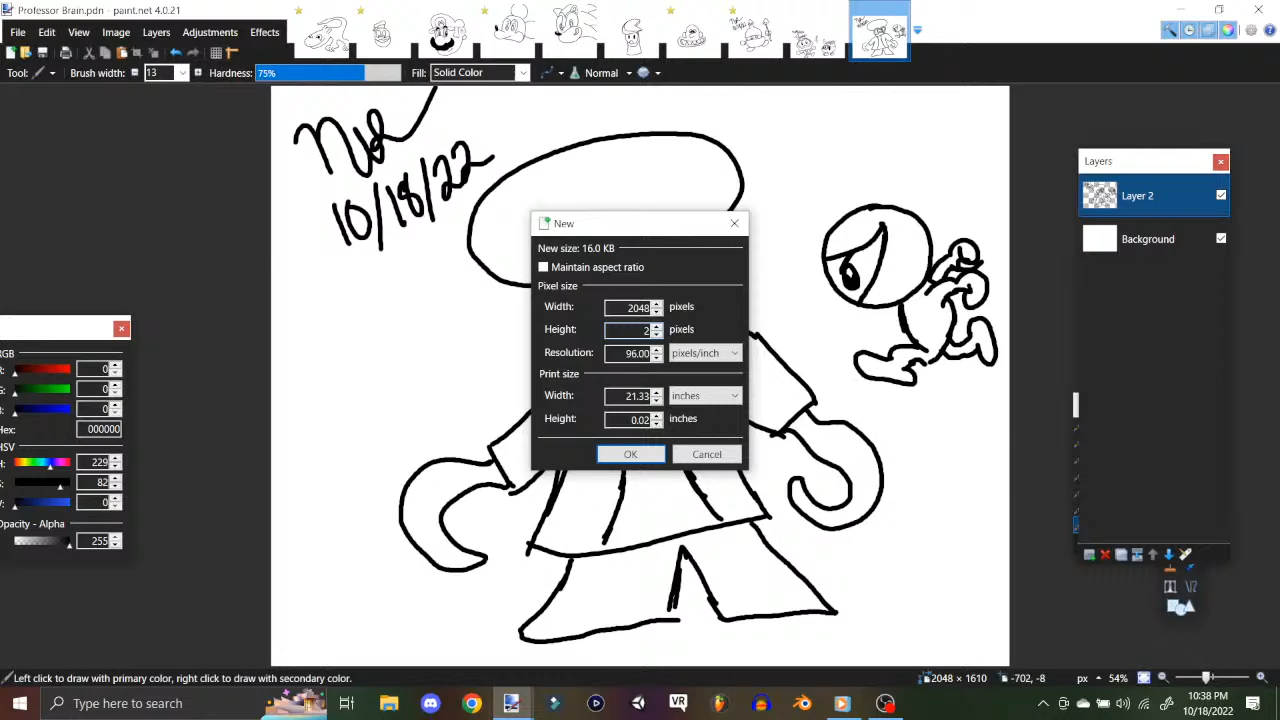 Professor Brain.pdn - paint.net 4.0.21
File Edit View Image Layers Adjustments Effects
Tool: Brush width: 13 Hardness: 75% Fill: Solid Color Normal
10/18/22
Layers
Layer 2
Background
New
New size: 16.0 KB
Maintain aspect ratio
Pixel size
Width: 2048 pixels
Height: 2 pixels
Resolution: 96.00 pixels/inch
Print size
Width: 21.33 inches
Height: 0.02 inches
OK Cancel
RGB
R: 0
G: 0
B: 0
Hex: 000000
HSV
H: 229
S: 82
V: 0
Opacity - Alpha
255
Left click to draw with primary color, right click to draw with secondary color. 2048 × 1610 -702, -8 px 54%
Type here to search VR 10:38 PM
10/18/2022